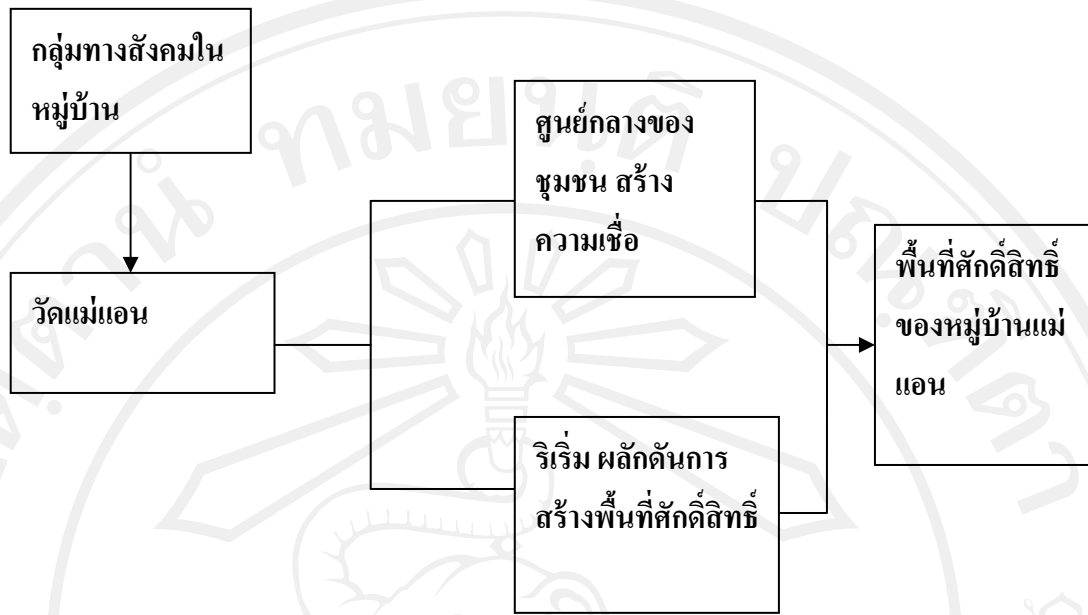 กลุ่มทางสังคมใน
หมู่บ้าน
วัดแม่แอน
ศูนย์กลางของ
ชุมชน สร้าง
ความเชื่อ
ริเริ่ม ผลักดันการ
สร้างพื้นที่ศักดิ์สิทธิ์
พื้นที่ศักดิ์สิทธิ์
ของหมู่บ้านแม่
แอน